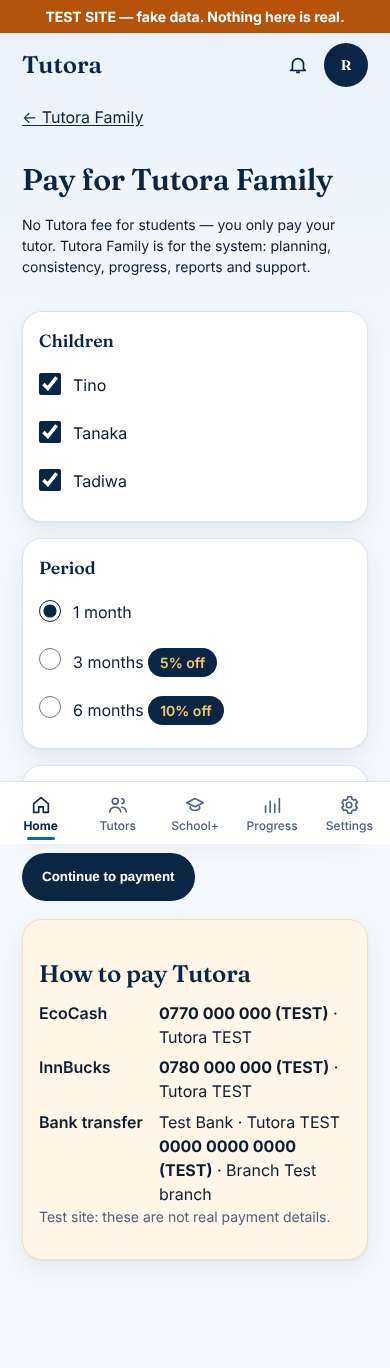 TEST SITE — fake data. Nothing here is real.
Tutora
R
← Tutora Family
Pay for Tutora Family
No Tutora fee for students — you only pay your
tutor. Tutora Family is for the system: planning,
consistency, progress, reports and support.
Children
Tino
Tanaka
Tadiwa
Period
1 month
3 months 5% off
6 months 10% off
Home Tutors School+ Progress Settings
Continue to payment
How to pay Tutora
EcoCash 0770 000 000 (TEST) ·
Tutora TEST
InnBucks 0780 000 000 (TEST) ·
Tutora TEST
Bank transfer Test Bank · Tutora TEST
0000 0000 0000
(TEST) · Branch Test
branch
Test site: these are not real payment details.